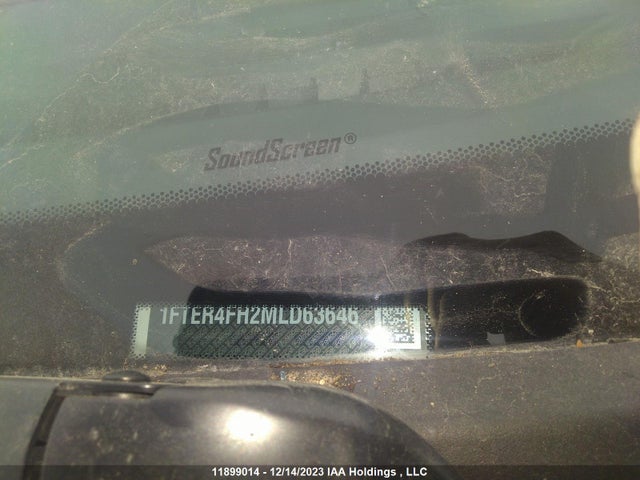 SoundScreen®
1FTER4FH2MLD63646
11899014 - 12/14/2023 IAA Holdings , LLC